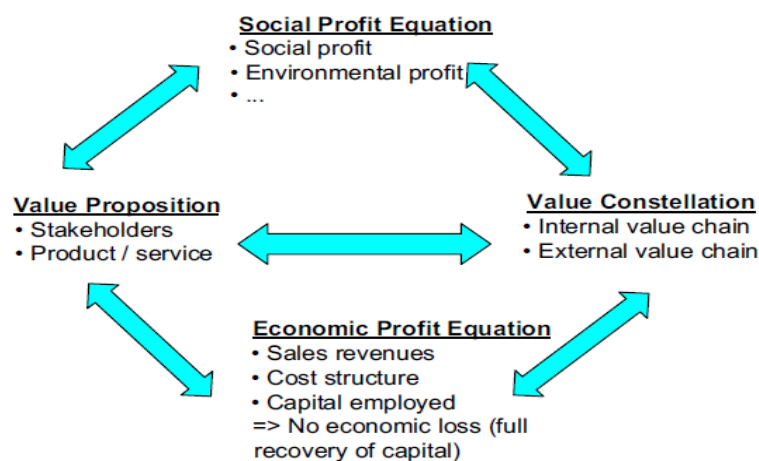 Social Profit Equation
• Social profit
• Environmental profit
• ...
Value Proposition
• Stakeholders
• Product / service
Value Constellation
• Internal value chain
• External value chain
Economic Profit Equation
• Sales revenues
• Cost structure
• Capital employed
=> No economic loss (full
recovery of capital)